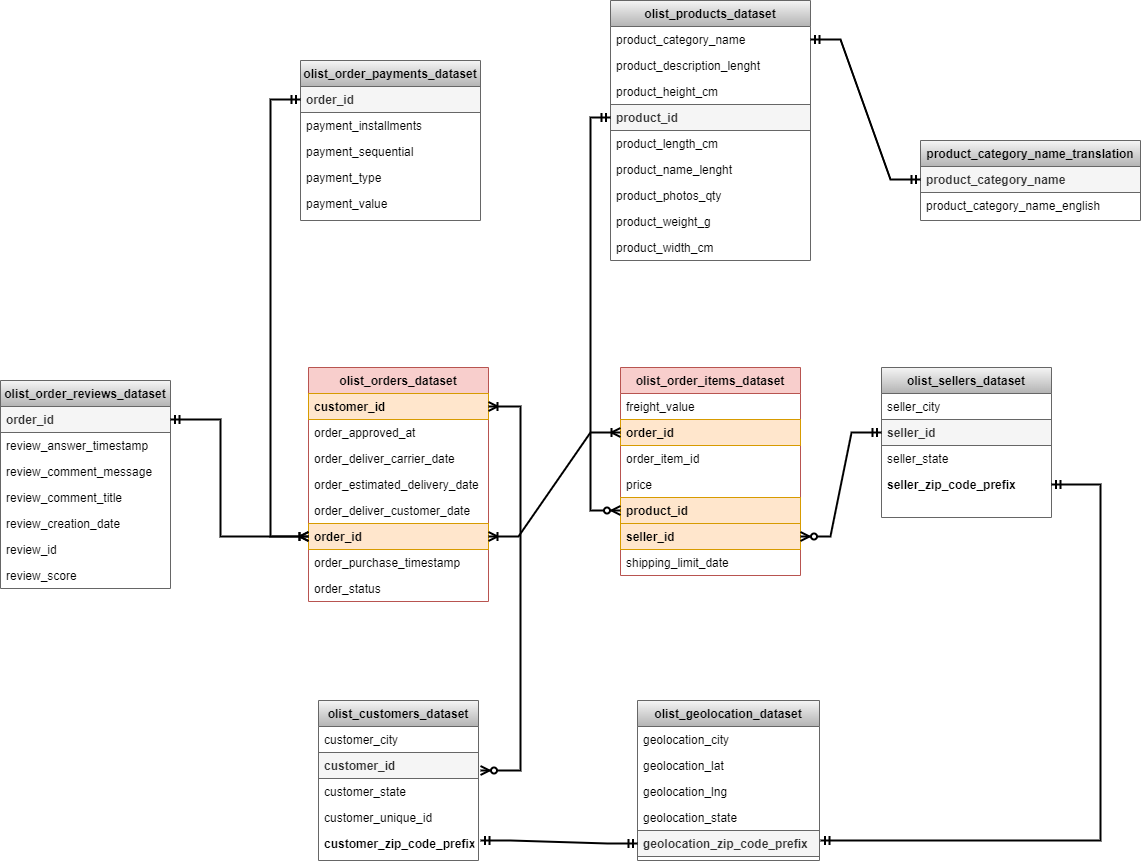 olist_products_dataset
product_category_name
product_description_lenght
product_height_cm
product_id
product_length_cm
product_name_lenght
product_photos_qty
product_weight_g
product_width_cm
olist_order_payments_dataset
order_id
payment_installments
payment_sequential
payment_type
payment_value
product_category_name_translation
product_category_name
product_category_name_english
olist_order_reviews_dataset
order_id
review_answer_timestamp
review_comment_message
review_comment_title
review_creation_date
review_id
review_score
olist_orders_dataset
customer_id
order_approved_at
order_deliver_carrier_date
order_estimated_delivery_date
order_deliver_customer_date
order_id
order_purchase_timestamp
order_status
olist_order_items_dataset
freight_value
order_id
order_item_id
price
product_id
seller_id
shipping_limit_date
olist_sellers_dataset
seller_city
seller_id
seller_state
seller_zip_code_prefix
olist_customers_dataset
customer_city
customer_id
customer_state
customer_unique_id
customer_zip_code_prefix
olist_geolocation_dataset
geolocation_city
geolocation_lat
geolocation_lng
geolocation_state
geolocation_zip_code_prefix